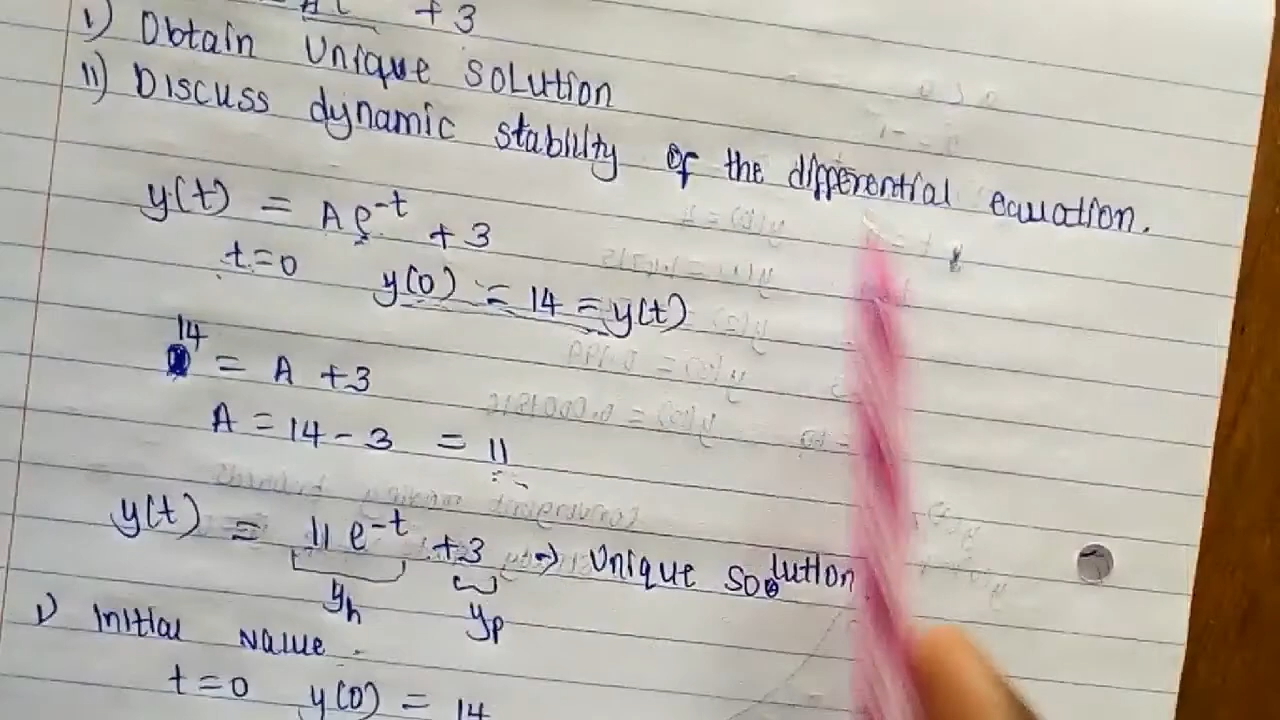 + 3
i) Obtain Unique Solution
ii) Discuss dynamic stability of the differential equation.
y(t) = Ae^-t + 3
t=0 y(0) = 14 = y(t)
14 = A + 3
A = 14 - 3 = 11
y(t) = 11 e^-t + 3 => Unique solution
yh yp
i) Initial Value.
t=0 y(0) = 14